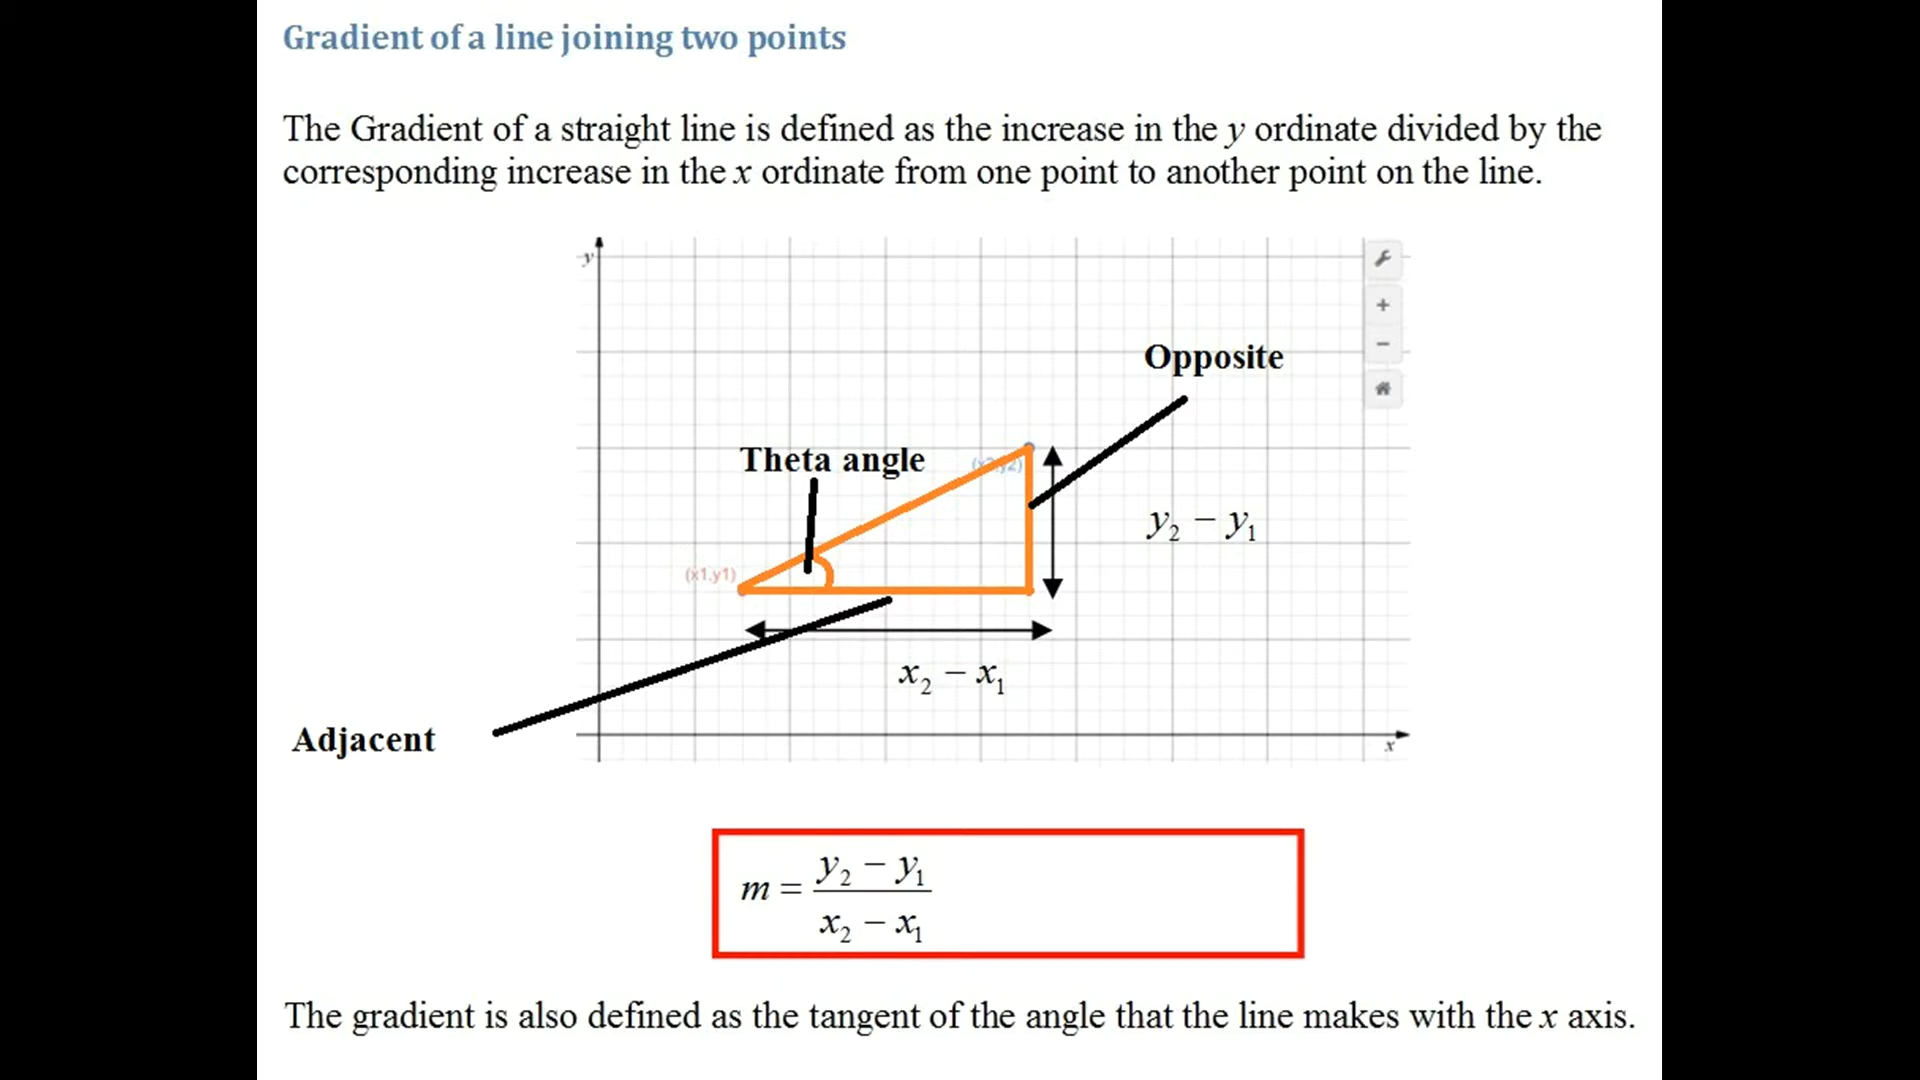 Gradient of a line joining two points
The Gradient of a straight line is defined as the increase in the y ordinate divided by the
corresponding increase in the x ordinate from one point to another point on the line.
y
Opposite
Theta angle
(x2,y2)
y₂ − y₁
(x1,y1)
x₂ − x₁
Adjacent
x
m = (y₂ − y₁) / (x₂ − x₁)
The gradient is also defined as the tangent of the angle that the line makes with the x axis.